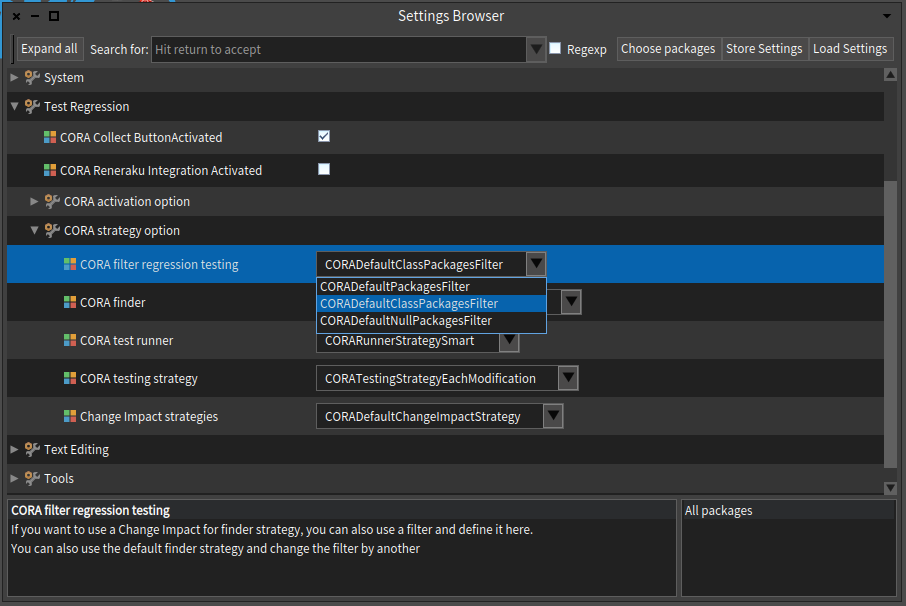 Settings Browser
Expand all Search for: Hit return to accept Regexp Choose packages Store Settings Load Settings
System
Test Regression
CORA Collect ButtonActivated
CORA Reneraku Integration Activated
CORA activation option
CORA strategy option
CORA filter regression testing CORADefaultClassPackagesFilter
CORADefaultPackagesFilter
CORA finder CORADefaultClassPackagesFilter
CORADefaultNullPackagesFilter
CORA test runner CORARunnerStrategySmart
CORA testing strategy CORATestingStrategyEachModification
Change Impact strategies CORADefaultChangeImpactStrategy
Text Editing
Tools
CORA filter regression testing All packages
If you want to use a Change Impact for finder strategy, you can also use a filter and define it here.
You can also use the default finder strategy and change the filter by another